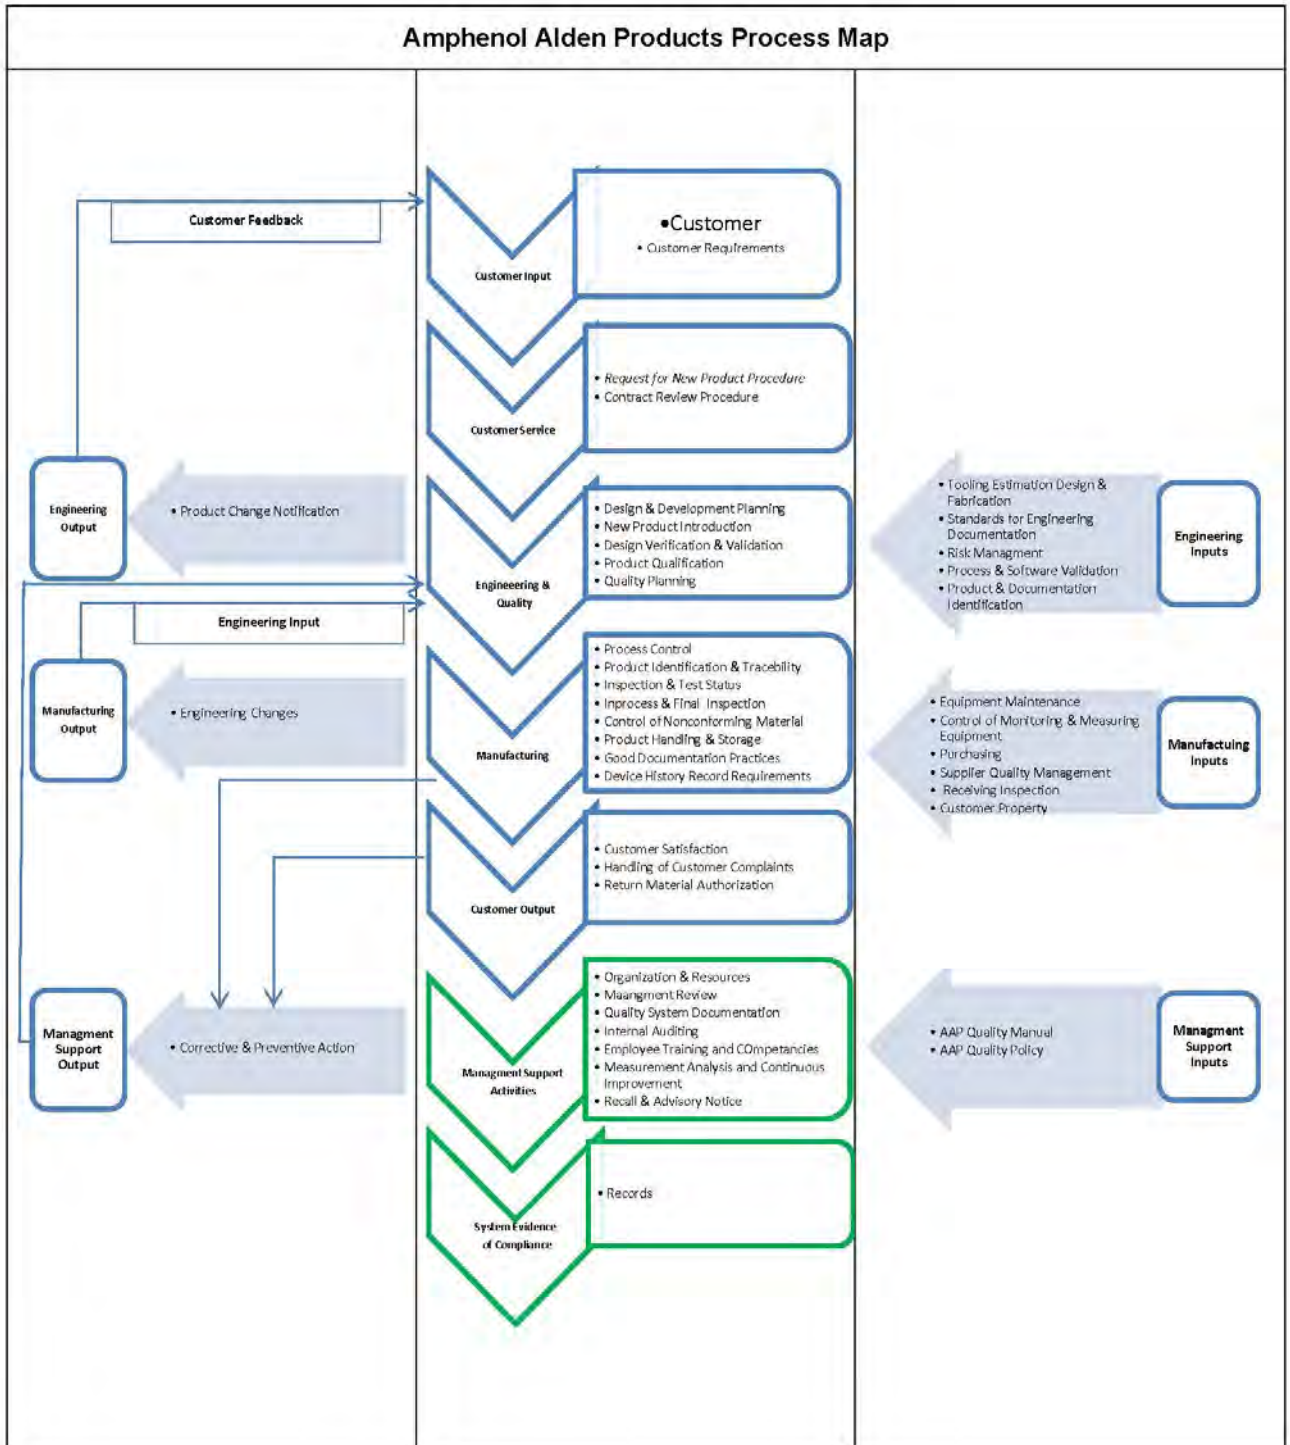 Amphenol Alden Products Process Map
Customer Feedback
Customer Input
•Customer
• Customer Requirements
Customer Service
• Request for New Product Procedure
• Contract Review Procedure
Engineering
Output
• Product Change Notification
Engineering &
Quality
• Design & Development Planning
• New Product Introduction
• Design Verification & Validation
• Product Qualification
• Quality Planning
• Tooling Estimation Design &
Fabrication
• Standards for Engineering
Documentation
• Risk Managment
• Process & Software Validation
• Product & Documentation
Identification
Engineering
Inputs
Engineering Input
Manufacturing
Output
• Engineering Changes
Manufacturing
• Process Control
• Product Identification & Tracebility
• Inspection & Test Status
• Inprocess & Final Inspection
• Control of Nonconforming Material
• Product Handling & Storage
• Good Documentation Practices
• Device History Record Requirements
• Equipment Maintenance
• Control of Monitoring & Measuring
Equipment
• Purchasing
• Supplier Quality Management
• Receiving Inspection
• Customer Property
Manufactuing
Inputs
Customer Output
• Customer Satisfaction
• Handling of Customer Complaints
• Return Material Authorization
Managment
Support
Output
• Corrective & Preventive Action
Managment Support
Activities
• Organization & Resources
• Maangment Review
• Quality System Documentation
• Internal Auditing
• Employee Training and COmpetancies
• Measurement Analysis and Continuous
Improvement
• Recall & Advisory Notice
• AAP Quality Manual
• AAP Quality Policy
Managment
Support
Inputs
System Evidence
of Compliance
• Records